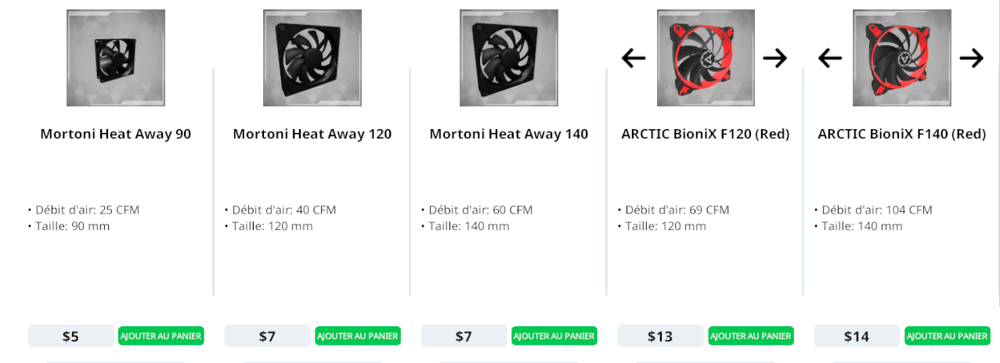 Mortoni Heat Away 90
• Débit d'air: 25 CFM
• Taille: 90 mm
$5
AJOUTER AU PANIER
Mortoni Heat Away 120
• Débit d'air: 40 CFM
• Taille: 120 mm
$7
AJOUTER AU PANIER
Mortoni Heat Away 140
• Débit d'air: 60 CFM
• Taille: 140 mm
$7
AJOUTER AU PANIER
ARCTIC BioniX F120 (Red)
• Débit d'air: 69 CFM
• Taille: 120 mm
$13
AJOUTER AU PANIER
ARCTIC BioniX F140 (Red)
• Débit d'air: 104 CFM
• Taille: 140 mm
$14
AJOUTER AU PANIER